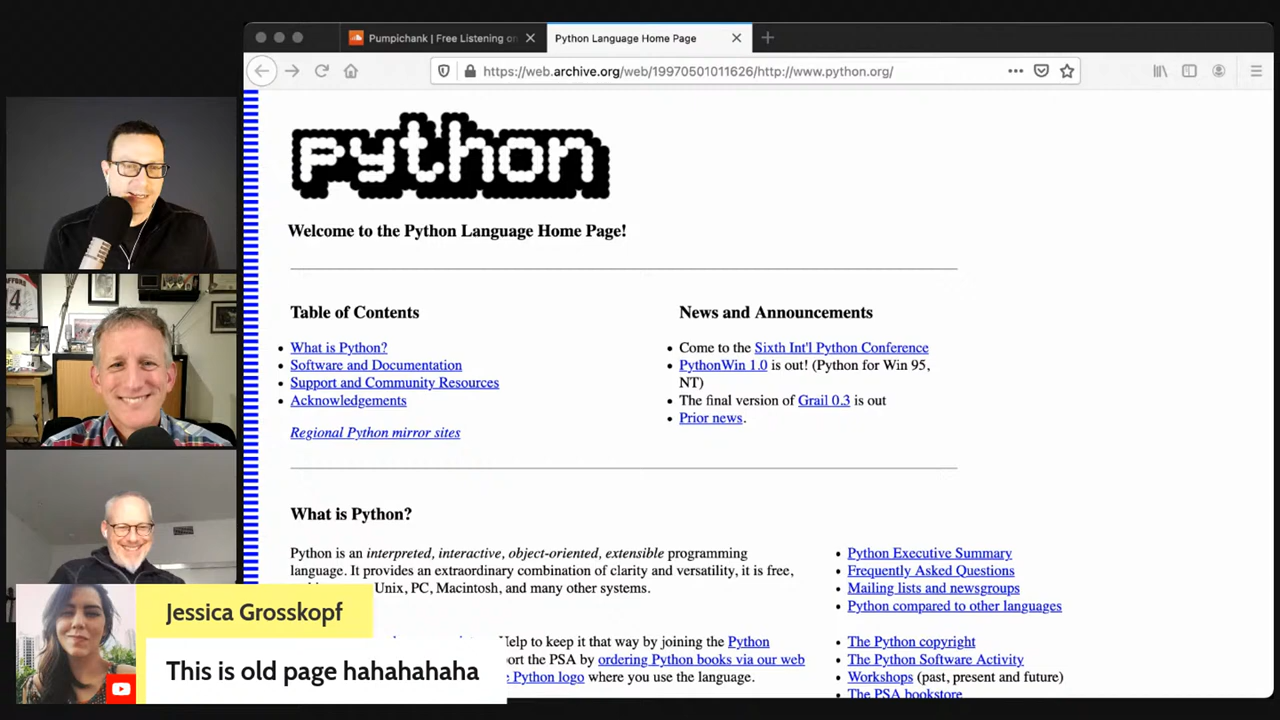 Pumpichank | Free Listening on
Python Language Home Page
https://web.archive.org/web/19970501011626/http://www.python.org/
python
Welcome to the Python Language Home Page!
Table of Contents
What is Python?
Software and Documentation
Support and Community Resources
Acknowledgements
Regional Python mirror sites
News and Announcements
Come to the Sixth Int'l Python Conference
PythonWin 1.0 is out! (Python for Win 95,
NT)
The final version of Grail 0.3 is out
Prior news.
What is Python?
Python is an interpreted, interactive, object-oriented, extensible programming
language. It provides an extraordinary combination of clarity and versatility, it is free,
Unix, PC, Macintosh, and many other systems.
Help to keep it that way by joining the Python
the PSA by ordering Python books via our web
Python logo where you use the language.
Python Executive Summary
Frequently Asked Questions
Mailing lists and newsgroups
Python compared to other languages
The Python copyright
The Python Software Activity
Workshops (past, present and future)
The PSA bookstore
Jessica Grosskopf
This is old page hahahahaha